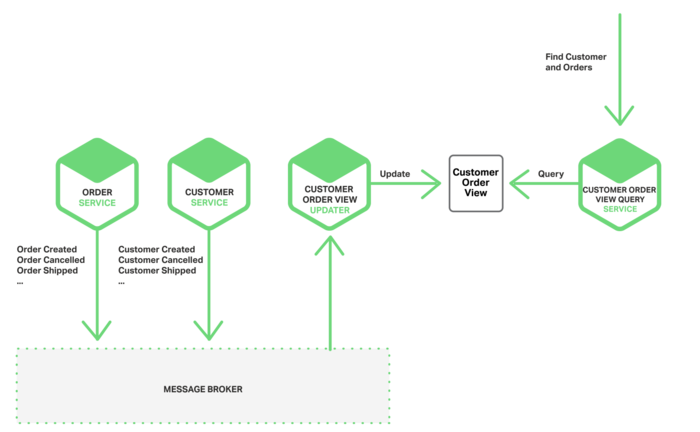 Find Customer
and Orders
ORDER
SERVICE
CUSTOMER
SERVICE
CUSTOMER
ORDER VIEW
UPDATER
Update
Customer
Order
View
Query
CUSTOMER ORDER
VIEW QUERY
SERVICE
Order Created
Order Cancelled
Order Shipped
...
Customer Created
Customer Cancelled
Customer Shipped
...
MESSAGE BROKER